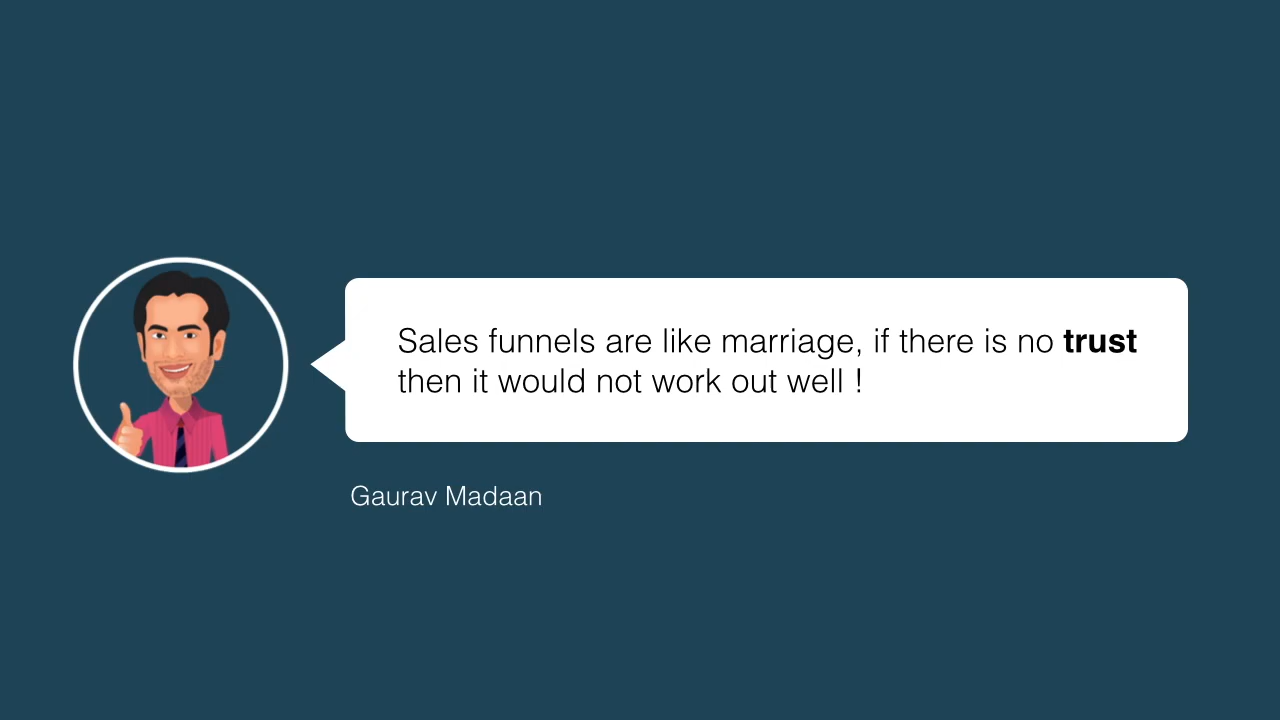 Sales funnels are like marriage, if there is no trust
then it would not work out well !
Gaurav Madaan